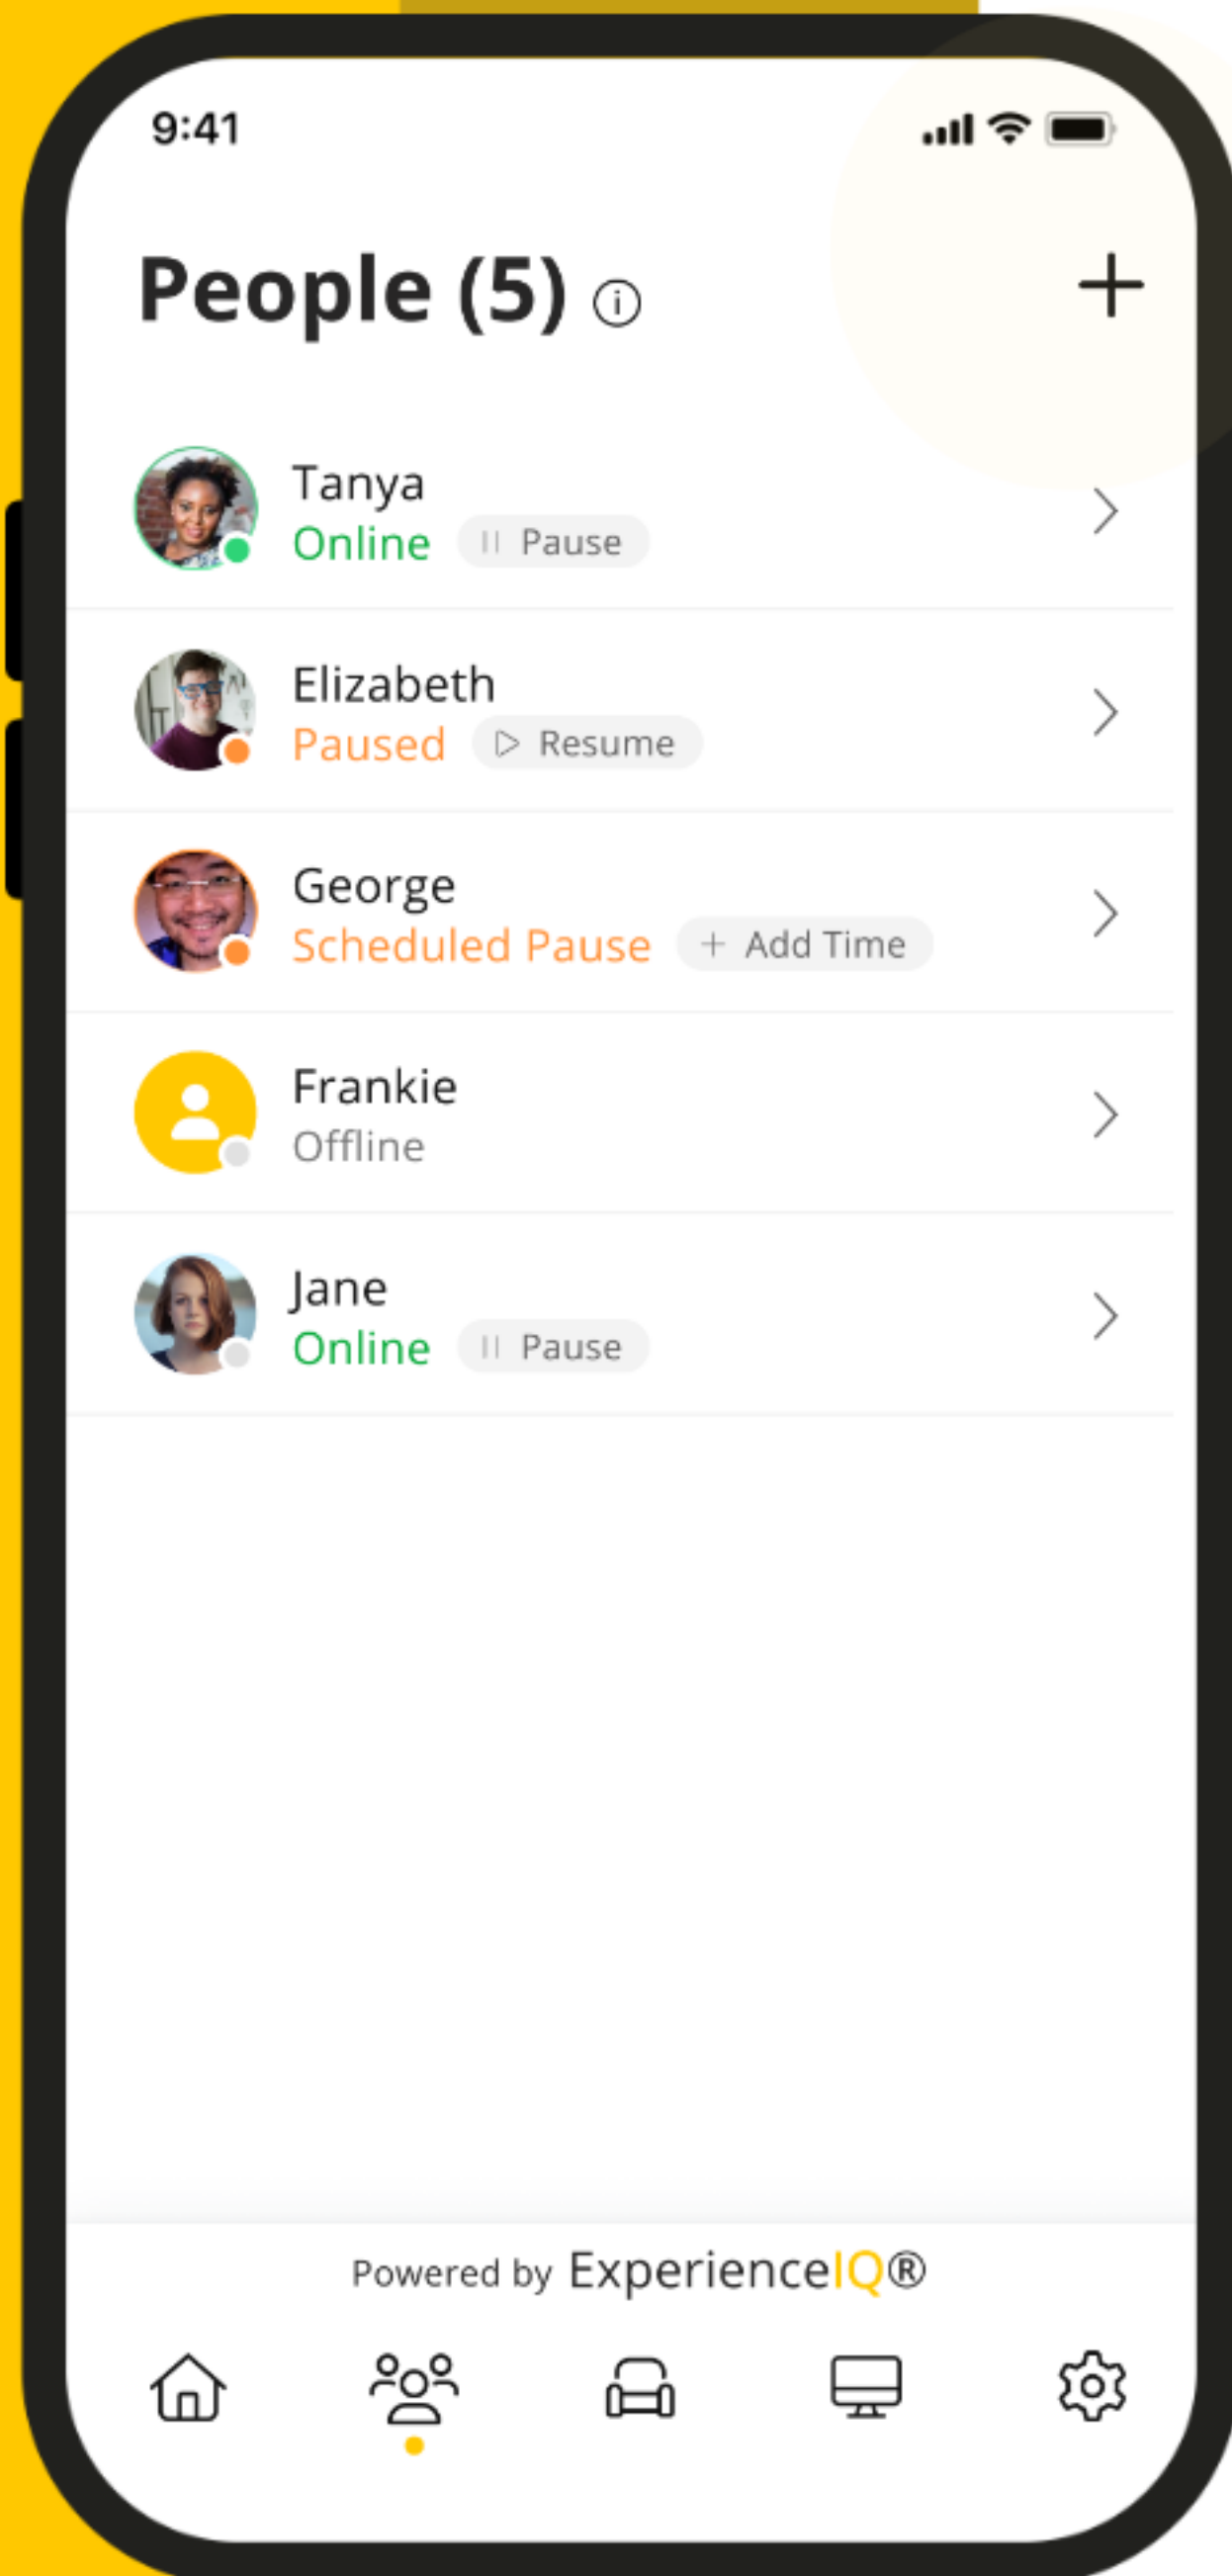 9:41
People (5)
Tanya
Online Pause
Elizabeth
Paused Resume
George
Scheduled Pause + Add Time
Frankie
Offline
Jane
Online Pause
Powered by ExperienceIQ®